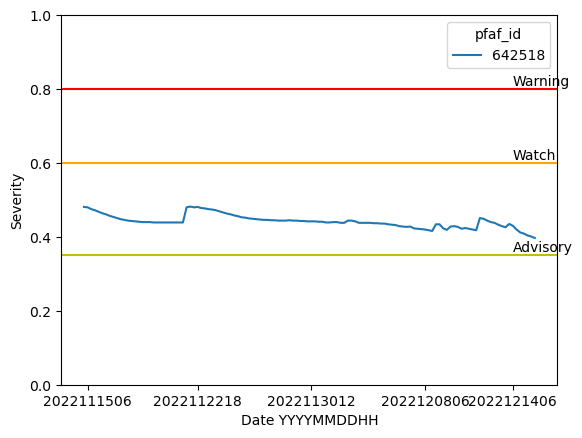 1.0
0.8
0.6
0.4
0.2
0.0
Severity
pfaf_id
642518
Warning
Watch
Advisory
2022111506
2022112218
2022113012
2022120806
2022121406
Date YYYYMMDDHH